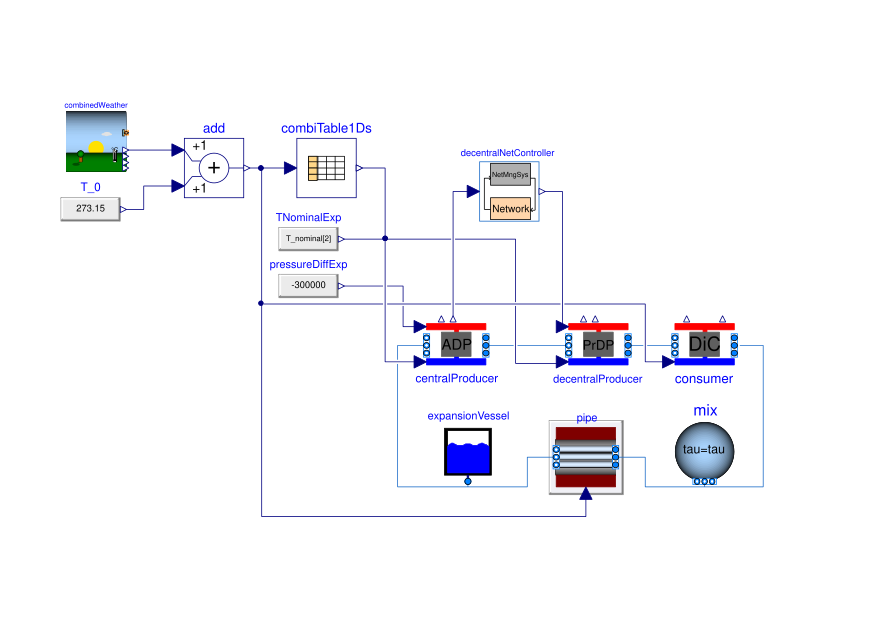 combinedWeather
add
combiTable1Ds
+1
+
+1
T_0
273.15
decentralNetController
NetMngSys
Network
TNominalExp
T_nominal[2]
pressureDiffExp
-300000
ADP
PrDP
DiC
centralProducer
decentralProducer
consumer
expansionVessel
pipe
mix
tau=tau